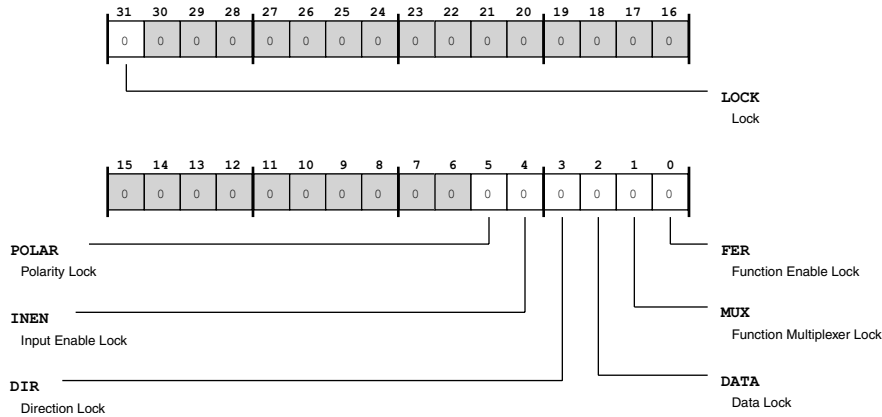 31 30 29 28 27 26 25 24 23 22 21 20 19 18 17 16
0 0 0 0 0 0 0 0 0 0 0 0 0 0 0 0
LOCK
Lock
15 14 13 12 11 10 9 8 7 6 5 4 3 2 1 0
0 0 0 0 0 0 0 0 0 0 0 0 0 0 0 0
POLAR
Polarity Lock
FER
Function Enable Lock
INEN
Input Enable Lock
MUX
Function Multiplexer Lock
DIR
Direction Lock
DATA
Data Lock